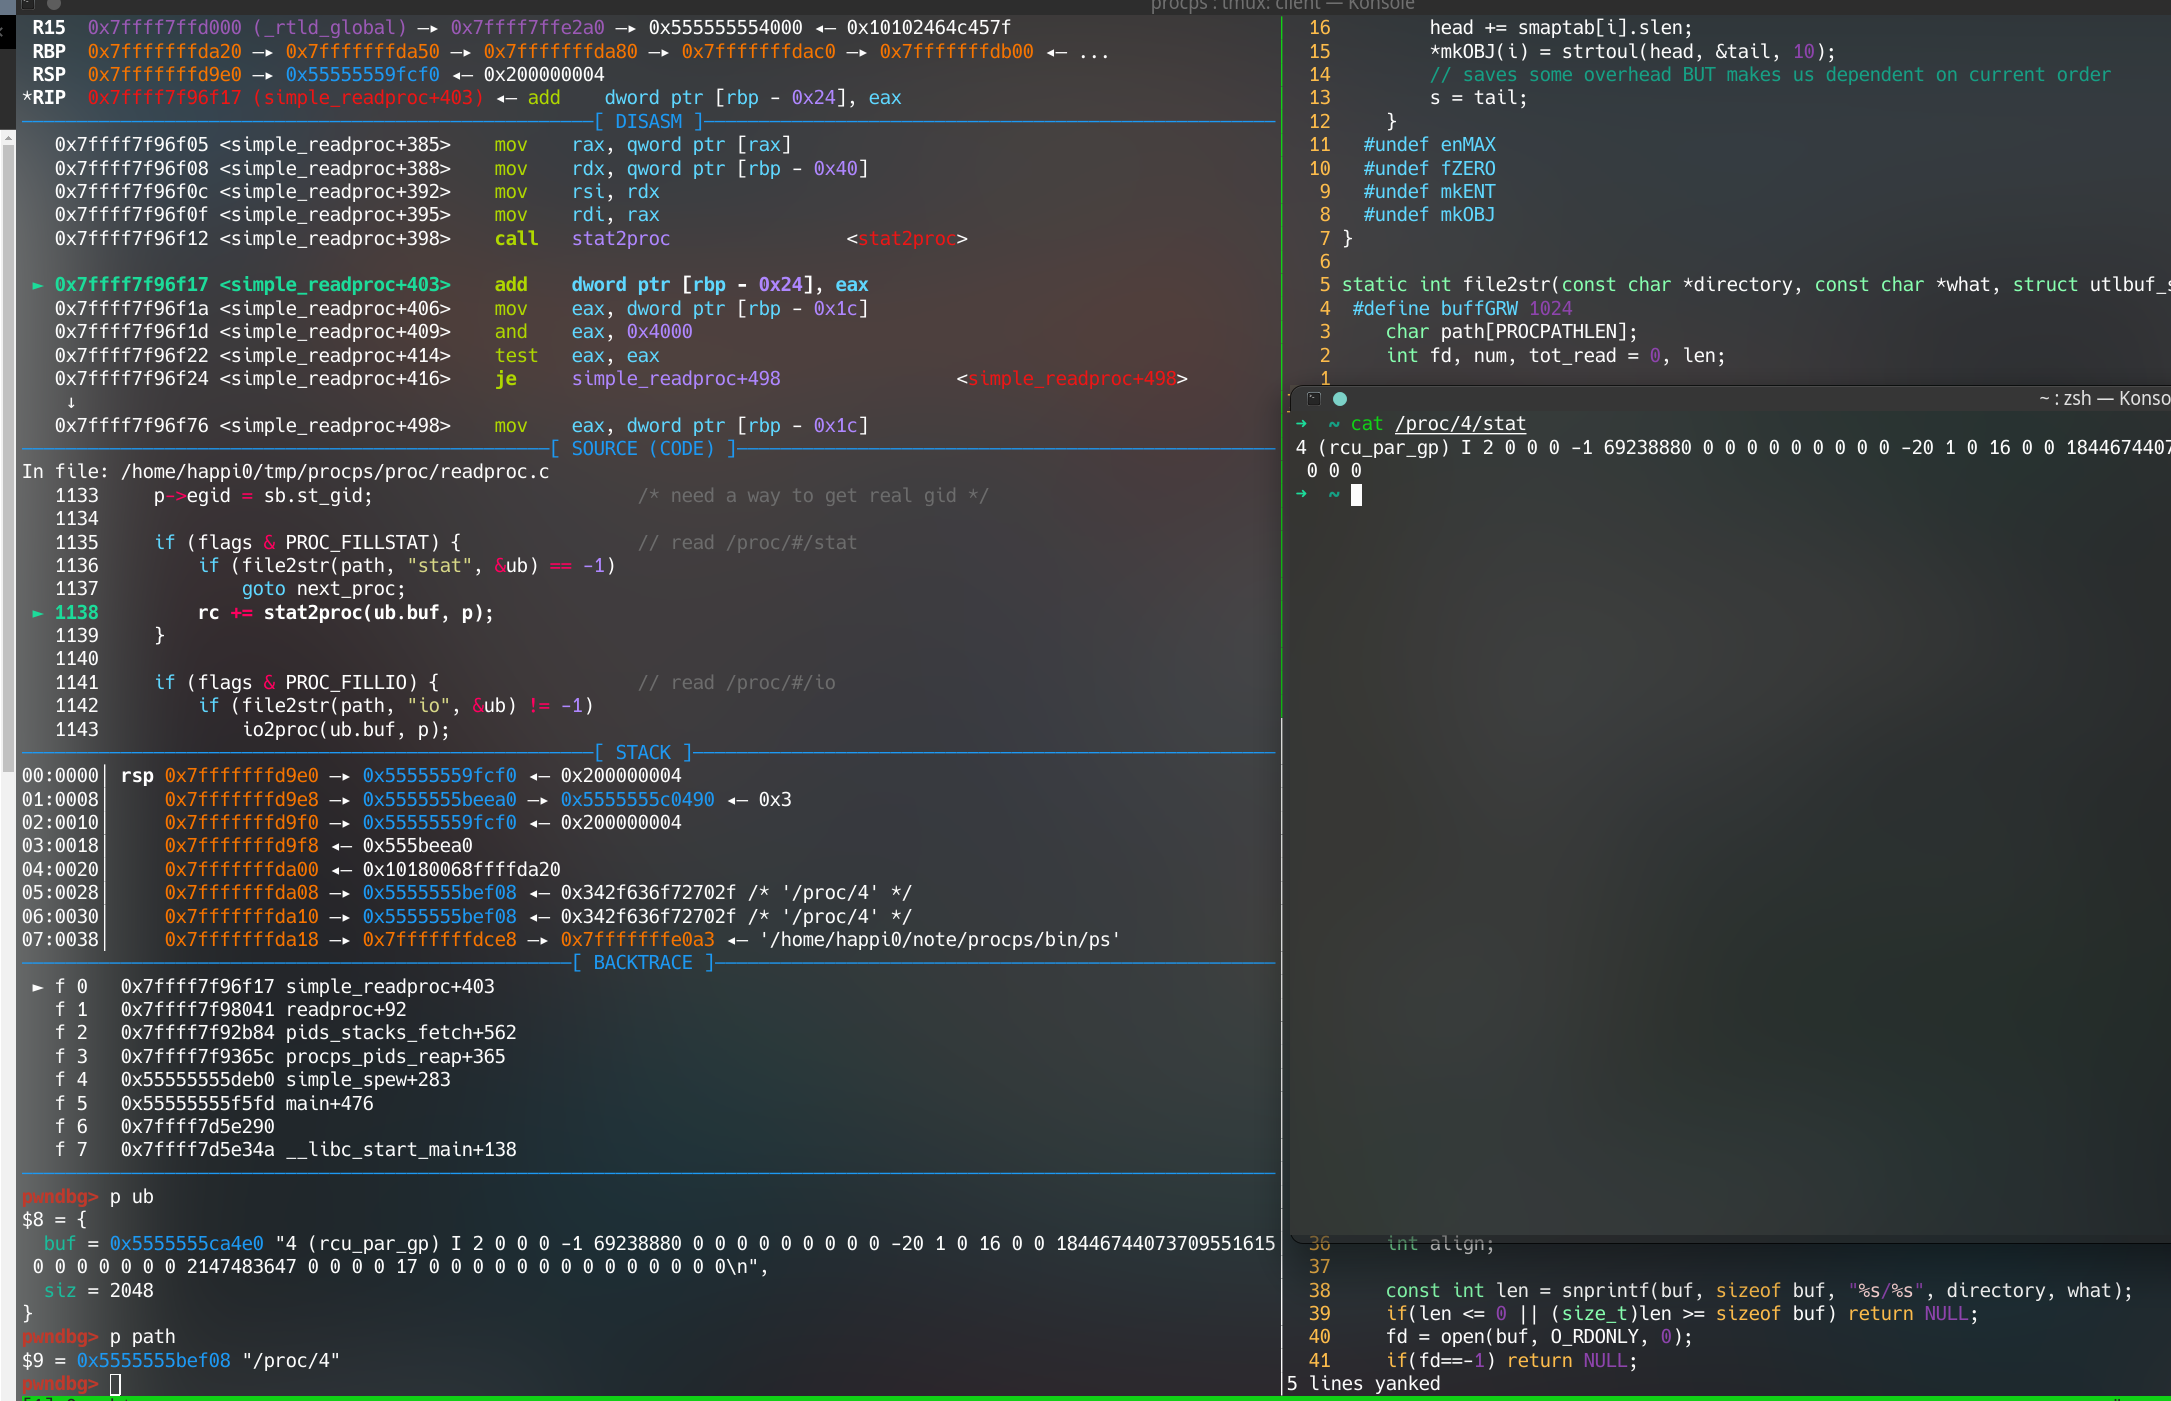 procps : tmux: client — Konsole
R15  0x7ffff7ffd000 (_rtld_global) —▸ 0x7ffff7ffe2a0 —▸ 0x555555554000 ◂— 0x10102464c457f
RBP  0x7fffffffda20 —▸ 0x7fffffffda50 —▸ 0x7fffffffda80 —▸ 0x7fffffffdac0 —▸ 0x7fffffffdb00 ◂— ...
RSP  0x7fffffffd9e0 —▸ 0x55555559fcf0 ◂— 0x200000004
*RIP  0x7ffff7f96f17 (simple_readproc+403) ◂— add    dword ptr [rbp - 0x24], eax
[ DISASM ]
0x7ffff7f96f05 <simple_readproc+385>    mov    rax, qword ptr [rax]
0x7ffff7f96f08 <simple_readproc+388>    mov    rdx, qword ptr [rbp - 0x40]
0x7ffff7f96f0c <simple_readproc+392>    mov    rsi, rdx
0x7ffff7f96f0f <simple_readproc+395>    mov    rdi, rax
0x7ffff7f96f12 <simple_readproc+398>    call   stat2proc                <stat2proc>
► 0x7ffff7f96f17 <simple_readproc+403>    add    dword ptr [rbp - 0x24], eax
0x7ffff7f96f1a <simple_readproc+406>    mov    eax, dword ptr [rbp - 0x1c]
0x7ffff7f96f1d <simple_readproc+409>    and    eax, 0x4000
0x7ffff7f96f22 <simple_readproc+414>    test   eax, eax
0x7ffff7f96f24 <simple_readproc+416>    je     simple_readproc+498                <simple_readproc+498>
↓
0x7ffff7f96f76 <simple_readproc+498>    mov    eax, dword ptr [rbp - 0x1c]
[ SOURCE (CODE) ]
In file: /home/happi0/tmp/procps/proc/readproc.c
1133     p->egid = sb.st_gid;                        /* need a way to get real gid */
1134
1135     if (flags & PROC_FILLSTAT) {                // read /proc/#/stat
1136         if (file2str(path, "stat", &ub) == -1)
1137             goto next_proc;
► 1138         rc += stat2proc(ub.buf, p);
1139     }
1140
1141     if (flags & PROC_FILLIO) {                  // read /proc/#/io
1142         if (file2str(path, "io", &ub) != -1)
1143             io2proc(ub.buf, p);
[ STACK ]
00:0000│ rsp 0x7fffffffd9e0 —▸ 0x55555559fcf0 ◂— 0x200000004
01:0008│     0x7fffffffd9e8 —▸ 0x5555555beea0 —▸ 0x5555555c0490 ◂— 0x3
02:0010│     0x7fffffffd9f0 —▸ 0x55555559fcf0 ◂— 0x200000004
03:0018│     0x7fffffffd9f8 ◂— 0x555beea0
04:0020│     0x7fffffffda00 ◂— 0x10180068ffffda20
05:0028│     0x7fffffffda08 —▸ 0x5555555bef08 ◂— 0x342f636f72702f /* '/proc/4' */
06:0030│     0x7fffffffda10 —▸ 0x5555555bef08 ◂— 0x342f636f72702f /* '/proc/4' */
07:0038│     0x7fffffffda18 —▸ 0x7fffffffdce8 —▸ 0x7fffffffe0a3 ◂— '/home/happi0/note/procps/bin/ps'
[ BACKTRACE ]
► f 0   0x7ffff7f96f17 simple_readproc+403
f 1   0x7ffff7f98041 readproc+92
f 2   0x7ffff7f92b84 pids_stacks_fetch+562
f 3   0x7ffff7f9365c procps_pids_reap+365
f 4   0x55555555deb0 simple_spew+283
f 5   0x55555555f5fd main+476
f 6   0x7ffff7d5e290
f 7   0x7ffff7d5e34a __libc_start_main+138
pwndbg> p ub
$8 = {
buf = 0x5555555ca4e0 "4 (rcu_par_gp) I 2 0 0 0 -1 69238880 0 0 0 0 0 0 0 0 0 -20 1 0 16 0 0 18446744073709551615
0 0 0 0 0 0 0 2147483647 0 0 0 0 17 0 0 0 0 0 0 0 0 0 0 0 0 0 0\n",
siz = 2048
}
pwndbg> p path
$9 = 0x5555555bef08 "/proc/4"
pwndbg>
16         head += smaptab[i].slen;
15         *mkOBJ(i) = strtoul(head, &tail, 10);
14         // saves some overhead BUT makes us dependent on current order
13         s = tail;
12     }
11   #undef enMAX
10   #undef fZERO
9   #undef mkENT
8   #undef mkOBJ
7 }
6
5 static int file2str(const char *directory, const char *what, struct utlbuf_s
4  #define buffGRW 1024
3     char path[PROCPATHLEN];
2     int fd, num, tot_read = 0, len;
1
~ : zsh — Konso
➜  ~ cat /proc/4/stat
4 (rcu_par_gp) I 2 0 0 0 -1 69238880 0 0 0 0 0 0 0 0 0 -20 1 0 16 0 0 1844674407
0 0 0
➜  ~
36     int align;
37
38     const int len = snprintf(buf, sizeof buf, "%s/%s", directory, what);
39     if(len <= 0 || (size_t)len >= sizeof buf) return NULL;
40     fd = open(buf, O_RDONLY, 0);
41     if(fd==-1) return NULL;
5 lines yanked